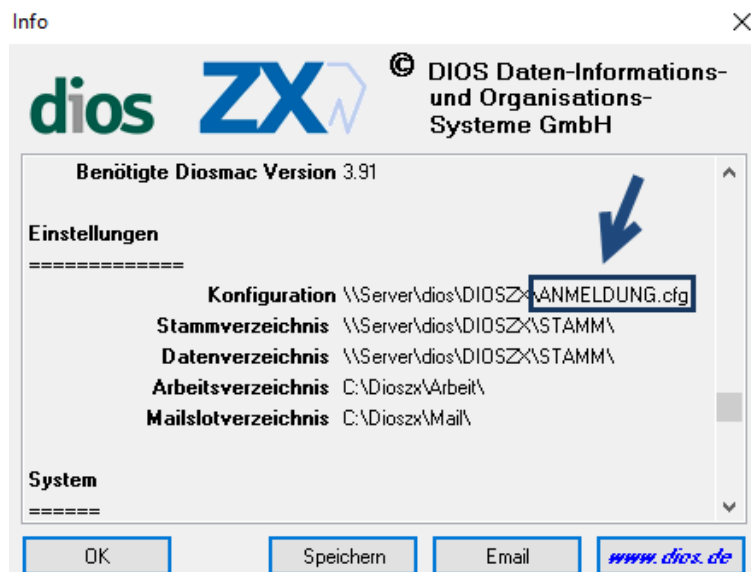 Info
dios ZX © DIOS Daten-Informations-
und Organisations-
Systeme GmbH
Benötigte Diosmac Version 3.91
Einstellungen
=============
Konfiguration \\Server\dios\DIOSZX\ANMELDUNG.cfg
Stammverzeichnis \\Server\dios\DIOSZX\STAMM\
Datenverzeichnis \\Server\dios\DIOSZX\STAMM\
Arbeitsverzeichnis C:\Dioszx\Arbeit\
Mailslotverzeichnis C:\Dioszx\Mail\
System
======
OK Speichern Email www.dios.de